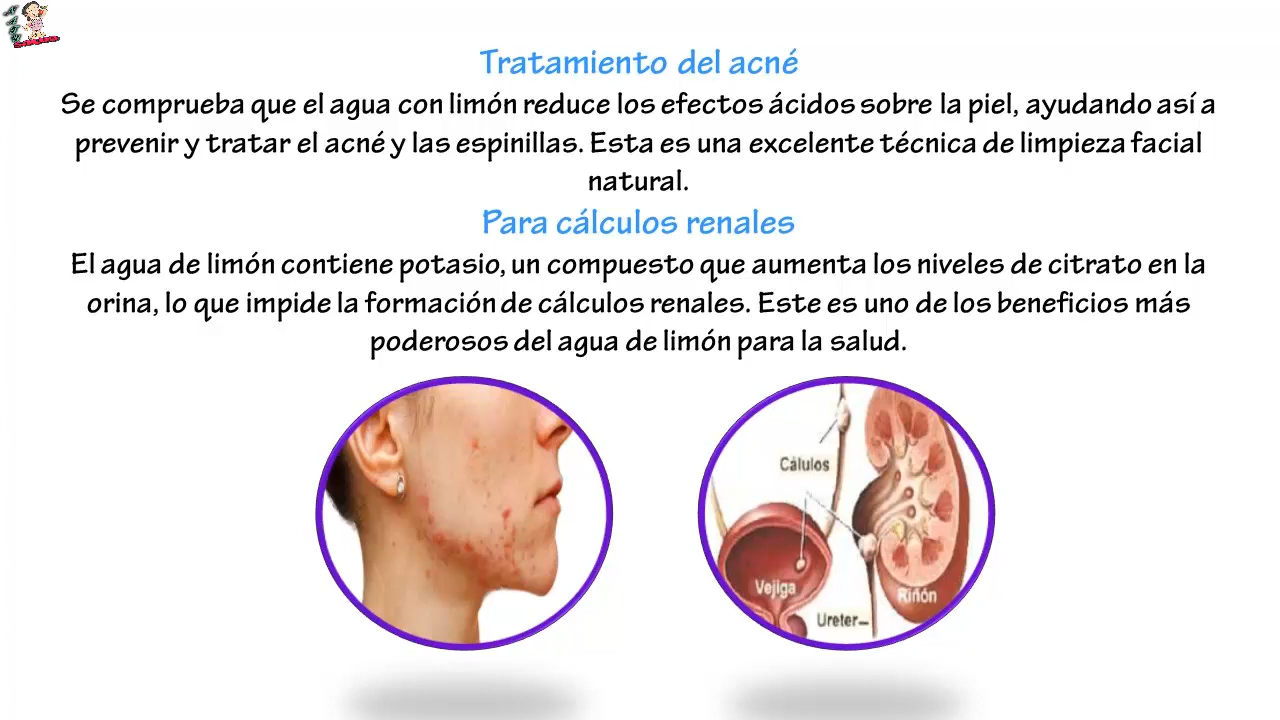 Tratamiento del acné
Se comprueba que el agua con limón reduce los efectos ácidos sobre la piel, ayudando así a
prevenir y tratar el acné y las espinillas. Esta es una excelente técnica de limpieza facial
natural.
Para cálculos renales
El agua de limón contiene potasio, un compuesto que aumenta los niveles de citrato en la
orina, lo que impide la formación de cálculos renales. Este es uno de los beneficios más
poderosos del agua de limón para la salud.
Cálulos
Vejiga
Riñón
Ureter